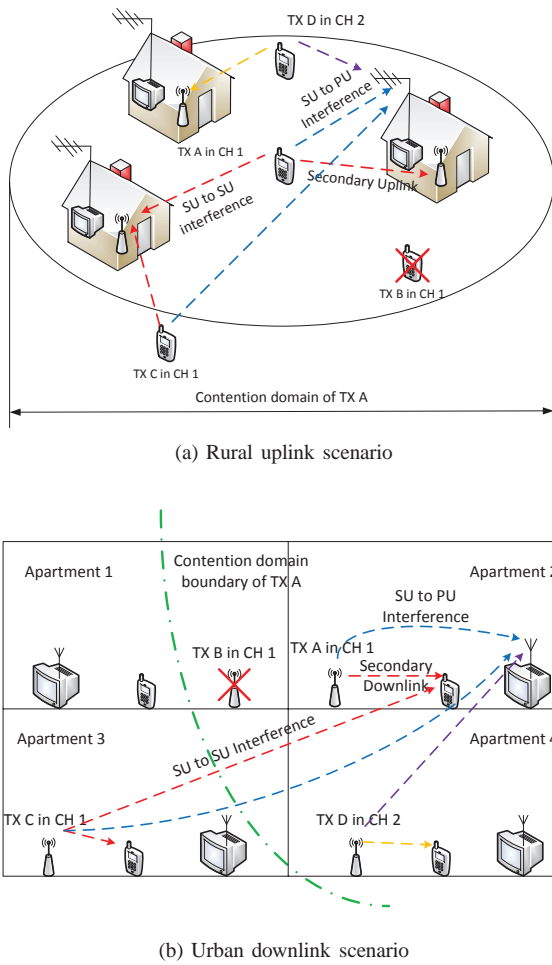 TX D in CH 2
SU to PU
Interference
TX A in CH 1
Secondary Uplink
SU to SU
interference
TX B in CH 1
TX C in CH 1
Contention domain of TX A
(a) Rural uplink scenario
Apartment 1
Contention domain
boundary of TX A
Apartment 2
SU to PU
Interference
TX B in CH 1
TX A in CH 1
Secondary
Downlink
Apartment 3
SU to SU Interference
Apartment 4
TX C in CH 1
TX D in CH 2
(b) Urban downlink scenario